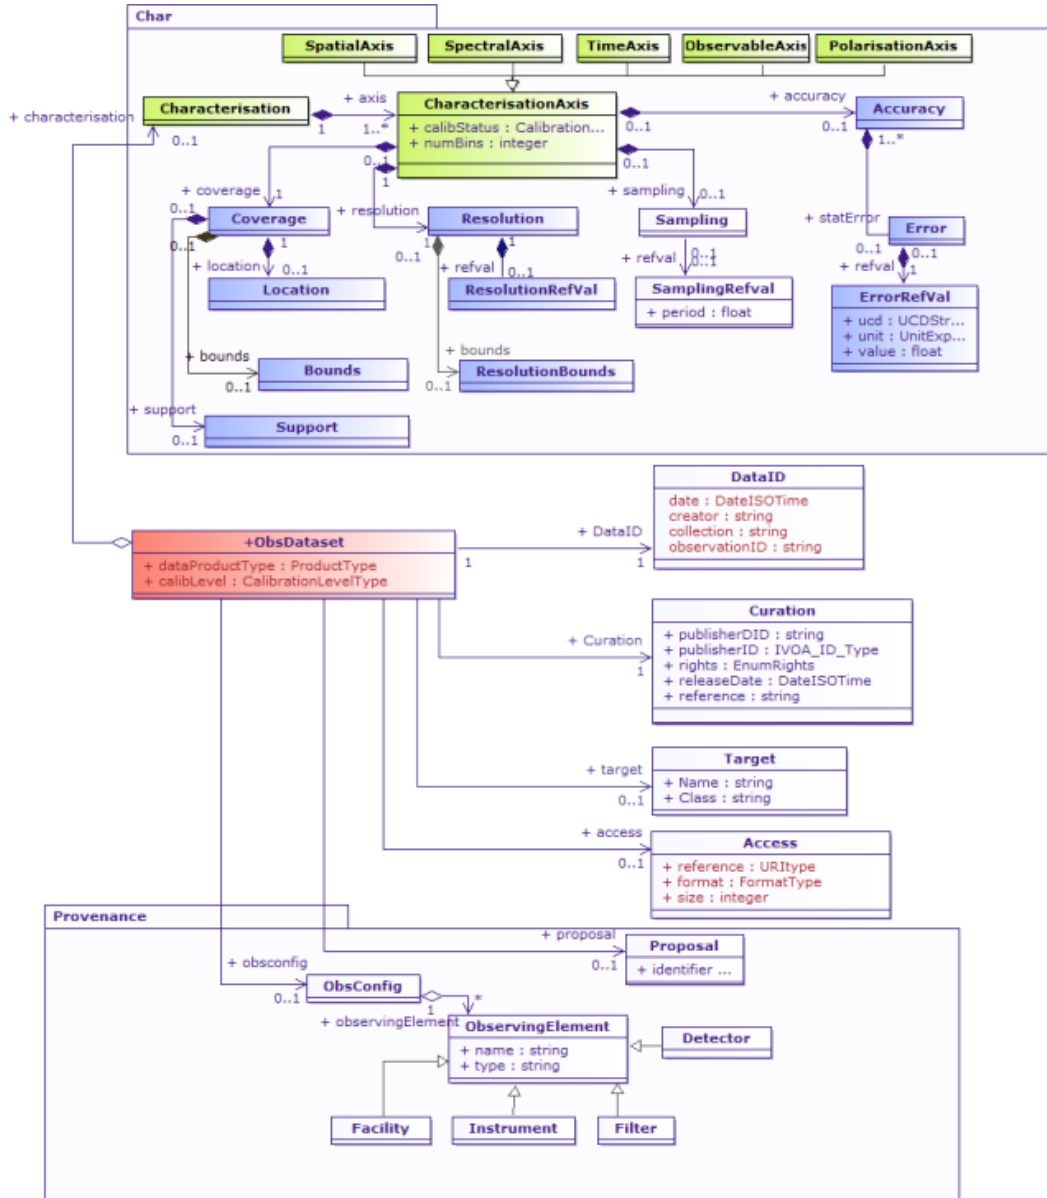 Char
SpatialAxis
SpectralAxis
TimeAxis
ObservableAxis
PolarisationAxis
+ characterisation
0..1
Characterisation
1
+ axis
1..*
CharacterisationAxis
+ calibStatus : Calibration...
+ numBins : integer
0..1
+ accuracy
0..1
Accuracy
1..*
0..1
1
0..1
+ coverage
1
+ resolution
+ sampling
0..1
+ statError
0..1
0..1
Coverage
0..1
1
+ location
0..1
Location
Resolution
1
0..1
1
+ refval
0..1
ResolutionRefVal
Sampling
+ refval
0..1
0..1
SamplingRefval
+ period : float
Error
0..1
+ refval
1
ErrorRefVal
+ ucd : UCDStr...
+ unit : UnitExp...
+ value : float
+ bounds
0..1
Bounds
+ bounds
0..1
ResolutionBounds
+ support
0..1
Support
+ObsDataset
+ dataProductType : ProductType
+ calibLevel : CalibrationLevelType
1
+ DataID
1
DataID
date : DateISOTime
creator : string
collection : string
observationID : string
+ Curation
1
Curation
+ publisherDID : string
+ publisherID : IVOA_ID_Type
+ rights : EnumRights
+ releaseDate : DateISOTime
+ reference : string
+ target
0..1
Target
+ Name : string
+ Class : string
+ access
0..1
Access
+ reference : URItype
+ format : FormatType
+ size : integer
Provenance
+ proposal
0..1
Proposal
+ identifier ...
+ obsconfig
0..1
ObsConfig
1
*
+ observingElement
ObservingElement
+ name : string
+ type : string
Detector
Facility
Instrument
Filter